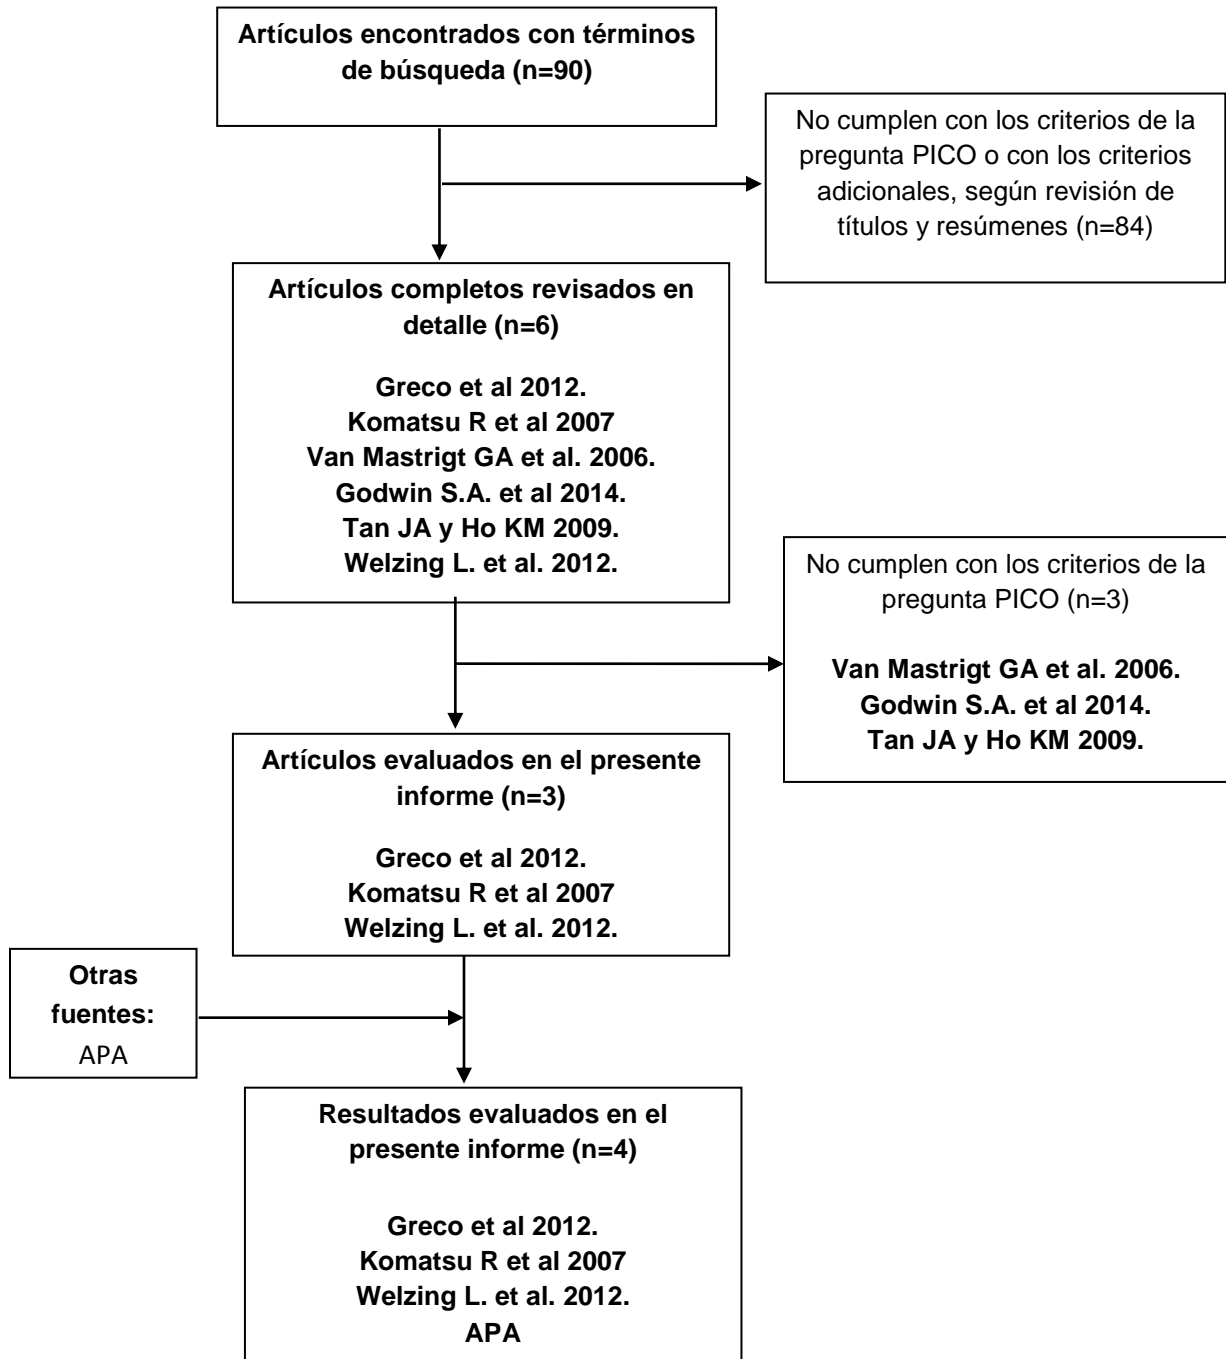 Artículos encontrados con términos
de búsqueda (n=90)
No cumplen con los criterios de la
pregunta PICO o con los criterios
adicionales, según revisión de
títulos y resúmenes (n=84)
Artículos completos revisados en
detalle (n=6)
Greco et al 2012.
Komatsu R et al 2007
Van Mastrigt GA et al. 2006.
Godwin S.A. et al 2014.
Tan JA y Ho KM 2009.
Welzing L. et al. 2012.
No cumplen con los criterios de la
pregunta PICO (n=3)
Van Mastrigt GA et al. 2006.
Godwin S.A. et al 2014.
Tan JA y Ho KM 2009.
Artículos evaluados en el presente
informe (n=3)
Greco et al 2012.
Komatsu R et al 2007
Welzing L. et al. 2012.
Otras
fuentes:
APA
Resultados evaluados en el
presente informe (n=4)
Greco et al 2012.
Komatsu R et al 2007
Welzing L. et al. 2012.
APA